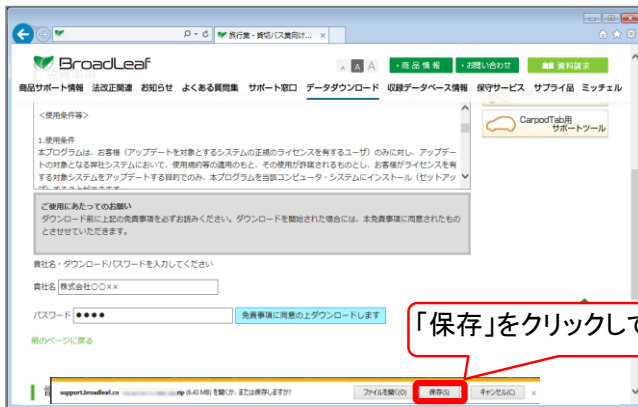 旅行業・貸切バス業向け... ×
BroadLeaf
A A A ・商品情報 ・お問い合わせ 資料請求
商品サポート情報 法改正関連 お知らせ よくある質問集 サポート窓口 データダウンロード 収録データベース情報 保守サービス サプライ品 ミッチェル
<使用条件等>
CarpodTab用
サポートツール
1.使用条件
本プログラムは、お客様（アップデートを対象とするシステムの正規のライセンスを有するユーザ）のみに対し、アップデー
トの対象となる弊社システムにおいて、使用規約等の適用のもと、その使用が許諾されるものとし、お客様がライセンスを有
する対象システムをアップデートする目的でのみ、本プログラムを当該コンピュータ・システムにインストール（セットアッ
ご使用にあたってのお願い
ダウンロード前に上記の免責事項を必ずお読みください。ダウンロードを開始された場合には、本免責事項に同意されたもの
とさせせていただきます。
貴社名・ダウンロードパスワードを入力してください
貴社名 株式会社○○××
パスワード ●●●● 免責事項に同意の上ダウンロードします
「保存」をクリックして
前のページに戻る
support.broadleaf.co rip (6.43 MB) を開くか、または保存しますか? ファイルを開く(O) 保存(S) キャンセル(C) ×